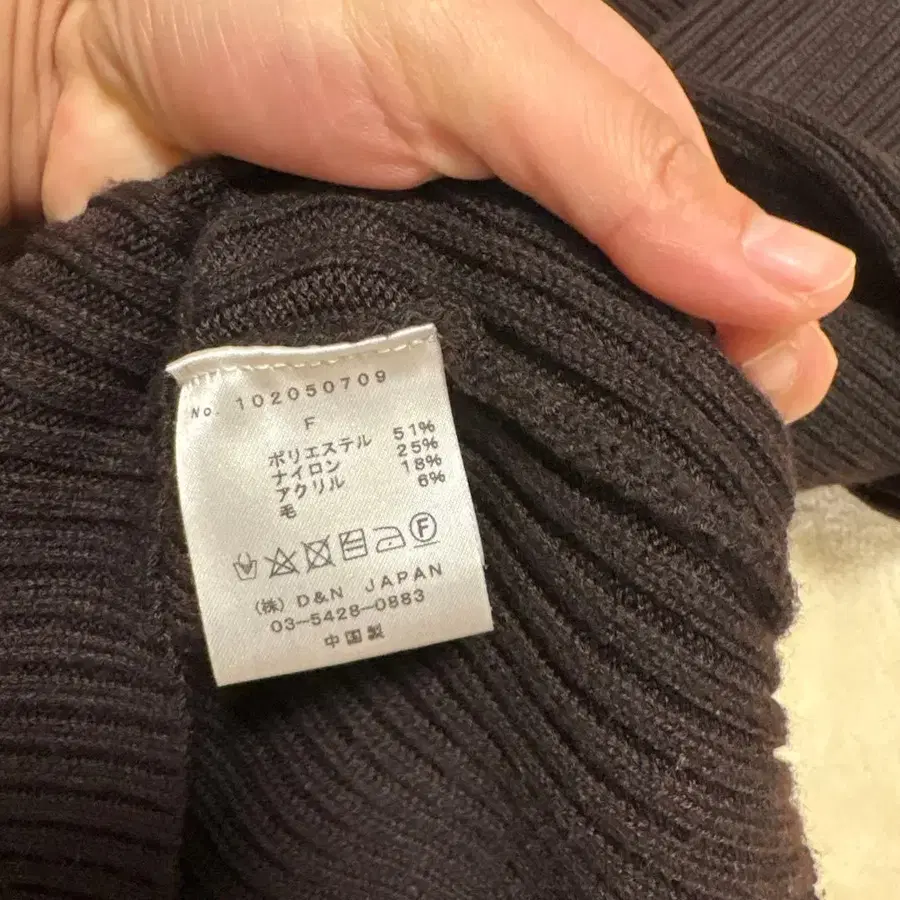 No. 102050709
F
ポリエステル 51%
ナイロン 25%
アクリル 18%
毛 6%
F
(株) D&N JAPAN
03-5428-0883
中国製